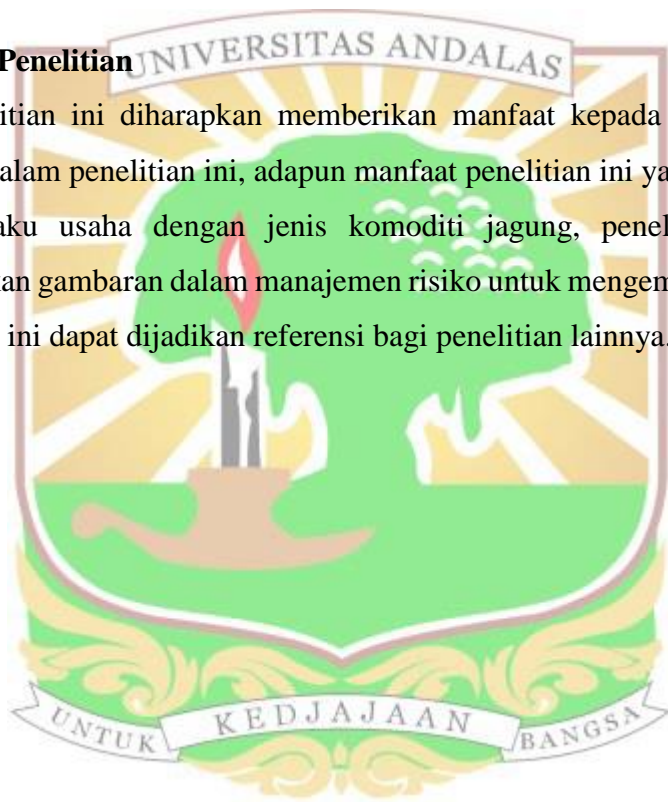 Penelitian
UNIVERSITAS ANDALAS
litian ini diharapkan memberikan manfaat kepada
alam penelitian ini, adapun manfaat penelitian ini ya
aku usaha dengan jenis komoditi jagung, penel
kan gambaran dalam manajemen risiko untuk mengem
ini dapat dijadikan referensi bagi penelitian lainnya.
UNTUK KEDJAJAAN BANGSA